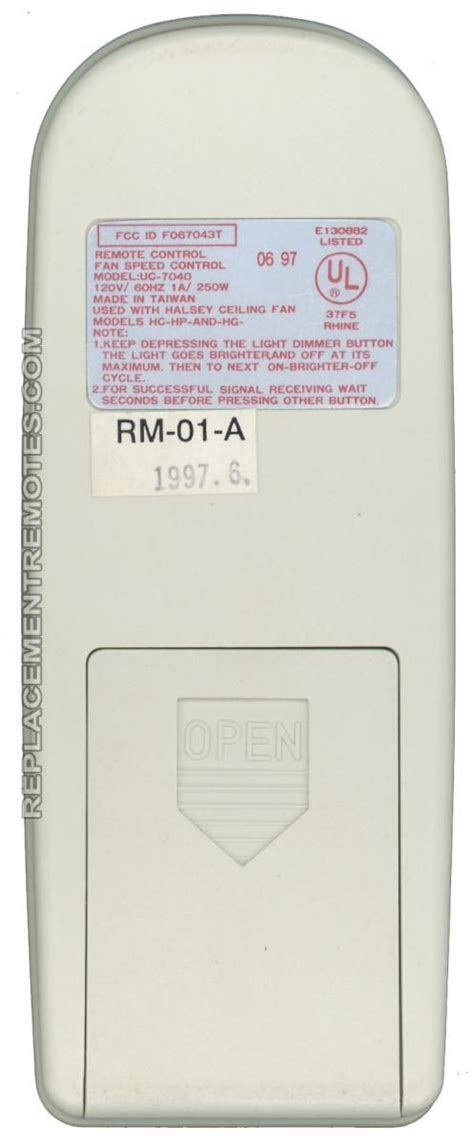 FCC ID F067043T
REMOTE CONTROL
FAN SPEED CONTROL
MODEL:UC-7040
120V/ 60HZ 1A/ 250W
MADE IN TAIWAN
USED WITH HALSEY CEILING FAN
MODELS HC-HP-AND-HG-
NOTE:
1.KEEP DEPRESSING THE LIGHT DIMMER BUTTON
THE LIGHT GOES BRIGHTER,AND OFF AT ITS
MAXIMUM. THEN TO NEXT ON-BRIGHTER-OFF
CYCLE.
2.FOR SUCCESSFUL SIGNAL RECEIVING WAIT
SECONDS BEFORE PRESSING OTHER BUTTON.
06 97
E130882
LISTED
UL
®
37F5
RHINE
RM-01-A
1997.6.
OPEN
REPLACEMENTREMOTES.COM